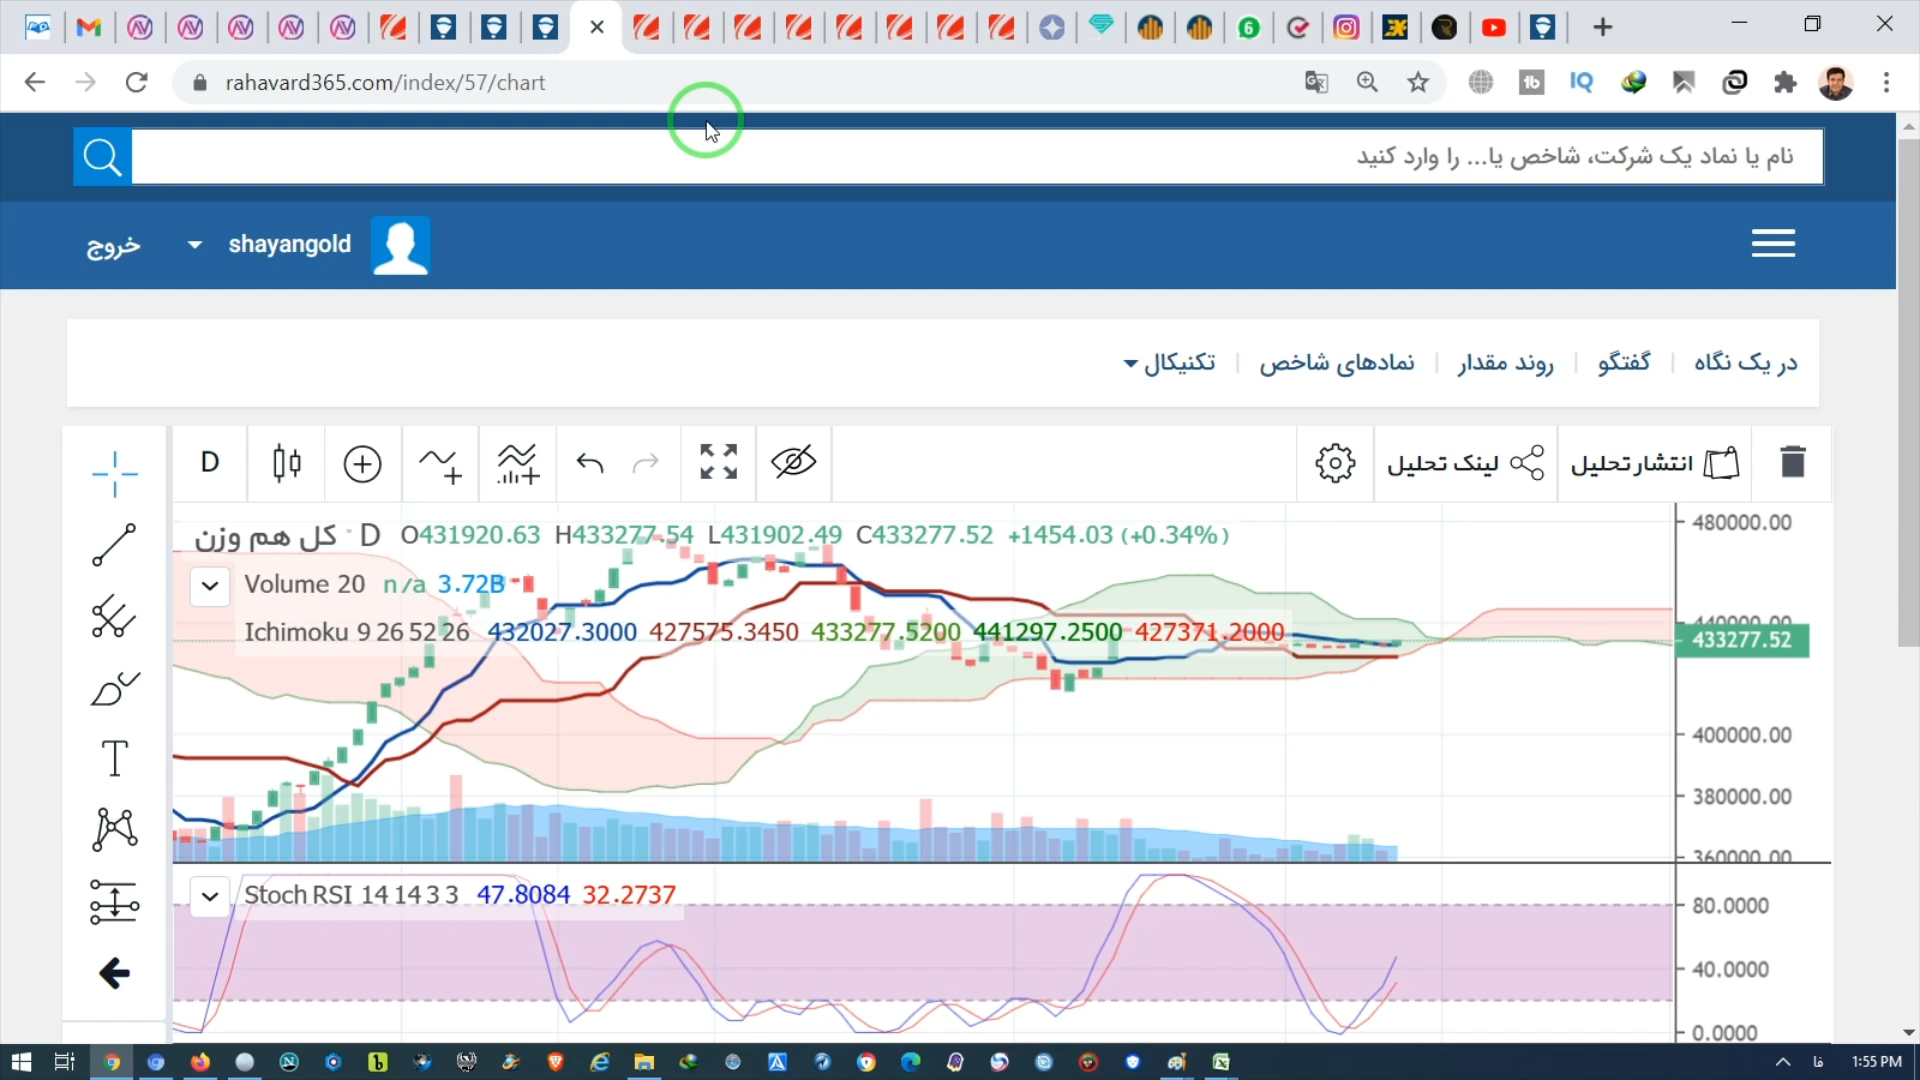 rahavard365.com/index/57/chart
نام یا نماد یک شرکت، شاخص یا... را وارد کنید
خروج
shayangold
در یک نگاه | گفتگو | روند مقدار | نمادهای شاخص | تکنیکال
D
لینک تحلیل
انتشار تحلیل
کل هم وزن · D O431920.63 H433277.54 L431902.49 C433277.52 +1454.03 (+0.34%)
Volume 20 n/a 3.72B
Ichimoku 9 26 52 26 432027.3000 427575.3450 433277.5200 441297.2500 427371.2000
480000.00
440000.00
433277.52
400000.00
380000.00
360000.00
Stoch RSI 14 14 3 3 47.8084 32.2737
80.0000
40.0000
0.0000
فا
1:55 PM